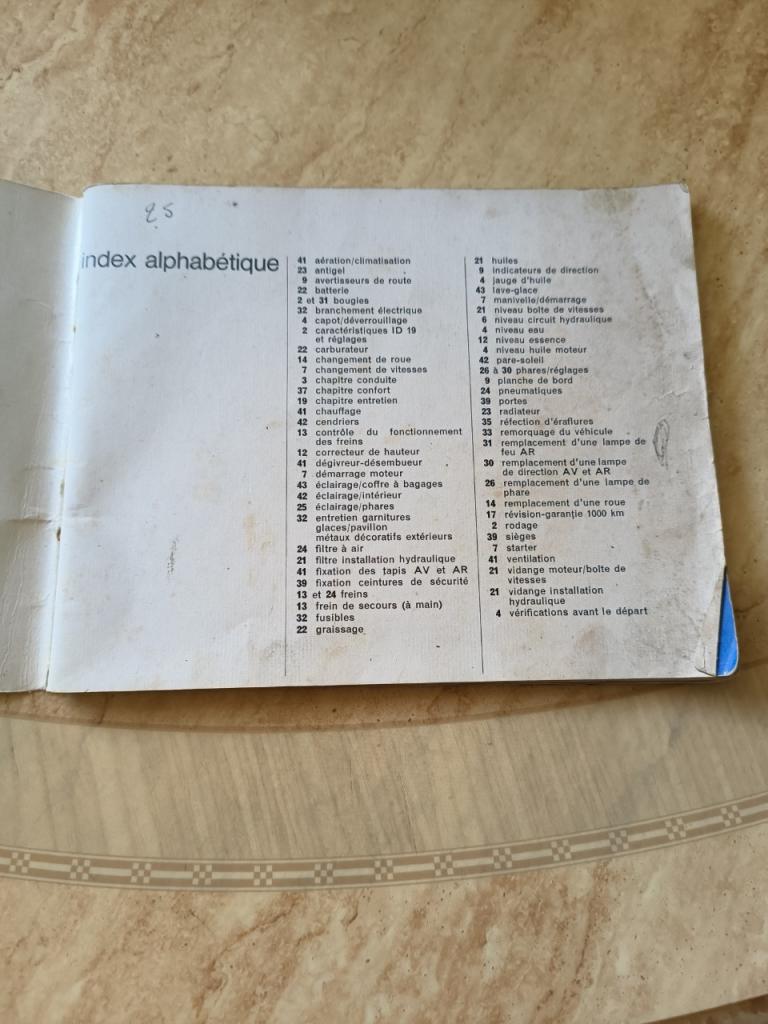 25
index alphabétique
41 aération/climatisation
23 antigel
9 avertisseurs de route
22 batterie
2 et 31 bougies
32 branchement électrique
4 capot/déverrouillage
2 caractéristiques ID 19
et réglages
22 carburateur
14 changement de roue
7 changement de vitesses
3 chapitre conduite
37 chapitre confort
19 chapitre entretien
41 chauffage
42 cendriers
13 contrôle du fonctionnement
des freins
12 correcteur de hauteur
41 dégivreur-désembueur
7 démarrage moteur
43 éclairage/coffre à bagages
42 éclairage/intérieur
25 éclairage/phares
32 entretien garnitures
glaces/pavillon
métaux décoratifs extérieurs
24 filtre à air
21 filtre installation hydraulique
41 fixation des tapis AV et AR
39 fixation ceintures de sécurité
13 et 24 freins
13 frein de secours (à main)
32 fusibles
22 graissage
21 huiles
9 indicateurs de direction
4 jauge d'huile
43 lave-glace
7 manivelle/démarrage
21 niveau boîte de vitesses
6 niveau circuit hydraulique
4 niveau eau
12 niveau essence
4 niveau huile moteur
42 pare-soleil
26 à 30 phares/réglages
9 planche de bord
24 pneumatiques
39 portes
23 radiateur
35 réfection d'éraflures
33 remorquage du véhicule
31 remplacement d'une lampe de
feu AR
30 remplacement d'une lampe
de direction AV et AR
26 remplacement d'une lampe de
phare
14 remplacement d'une roue
17 révision-garantie 1000 km
2 rodage
39 sièges
7 starter
41 ventilation
21 vidange moteur/boîte de
vitesses
21 vidange installation
hydraulique
4 vérifications avant le départ